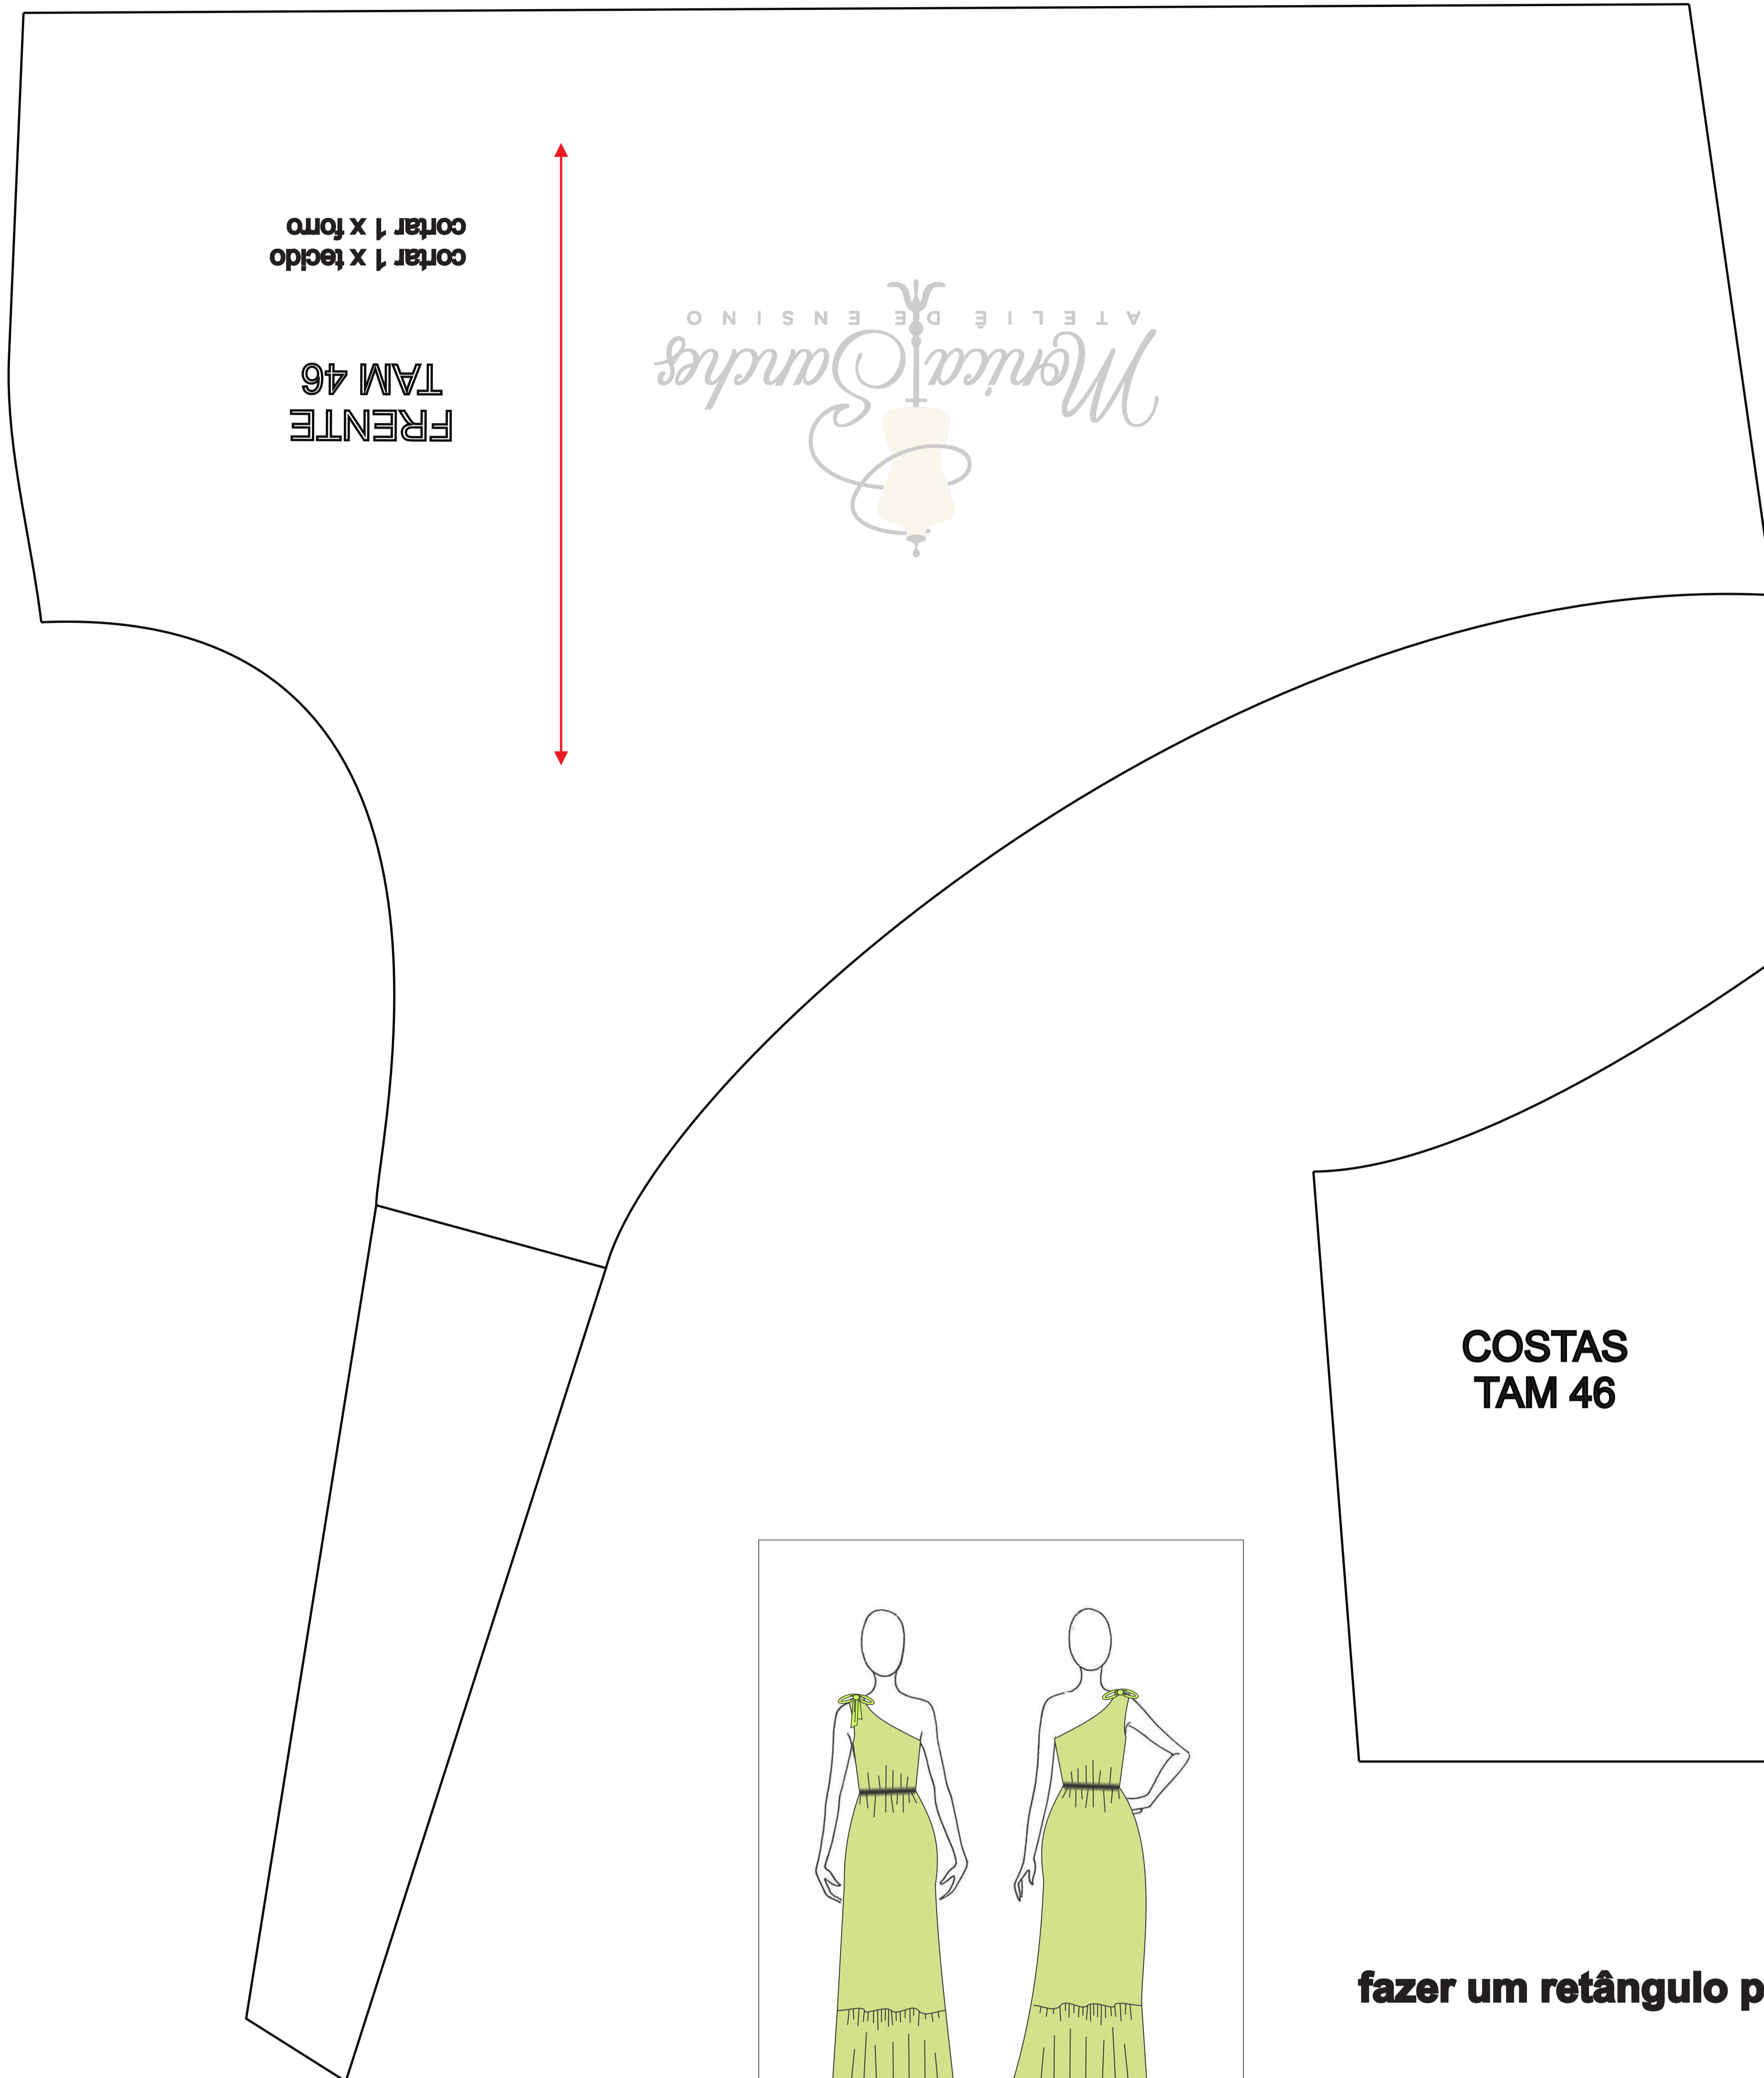 FRENTE
TAM 46
cortar 1 x tecido
cortar 1 x forro
Monica Sanches
ATELIÊ DE ENSINO
COSTAS
TAM 46
fazer um retângulo p